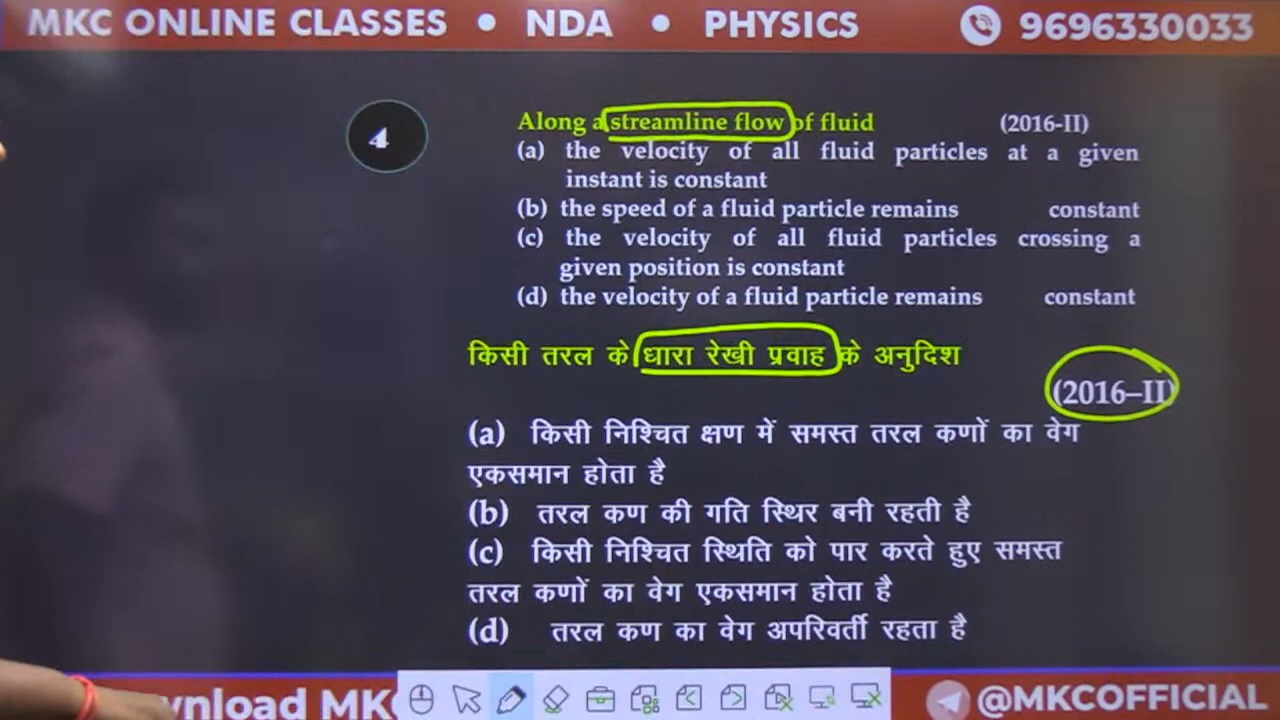 MKC ONLINE CLASSES • NDA • PHYSICS 9696330033
4
Along a streamline flow of fluid (2016-II)
(a) the velocity of all fluid particles at a given
instant is constant
(b) the speed of a fluid particle remains constant
(c) the velocity of all fluid particles crossing a
given position is constant
(d) the velocity of a fluid particle remains constant
किसी तरल के धारा रेखी प्रवाह के अनुदिश
(2016–II)
(a) किसी निश्चित क्षण में समस्त तरल कणों का वेग
एकसमान होता है
(b) तरल कण की गति स्थिर बनी रहती है
(c) किसी निश्चित स्थिति को पार करते हुए समस्त
तरल कणों का वेग एकसमान होता है
(d) तरल कण का वेग अपरिवर्ती रहता है
MK @MKCOFFICIAL